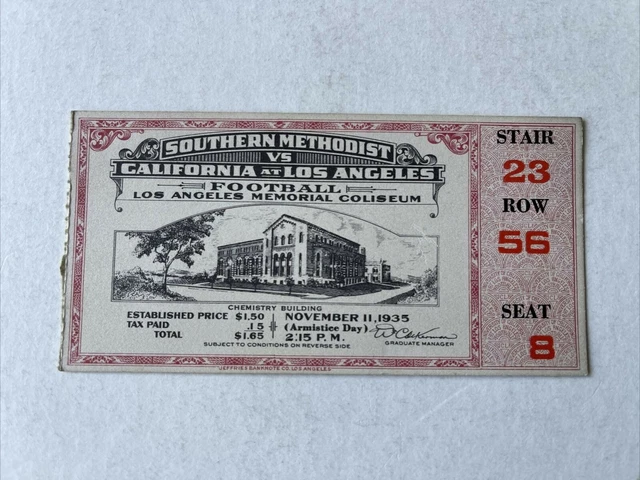 SOUTHERN METHODIST
VS
CALIFORNIA AT LOS ANGELES
FOOTBALL
LOS ANGELES MEMORIAL COLISEUM
CHEMISTRY BUILDING
ESTABLISHED PRICE $1.50
TAX PAID .15
TOTAL $1.65
NOVEMBER 11, 1935
(Armistice Day)
2:15 P.M.
GRADUATE MANAGER
SUBJECT TO CONDITIONS ON REVERSE SIDE
JEFFRIES BANKNOTE CO. LOS ANGELES
STAIR
23
ROW
56
SEAT
8